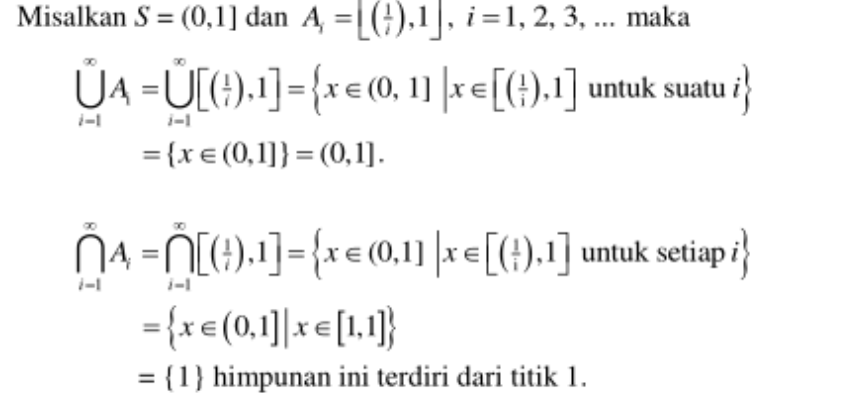 Misalkan S = (0,1] dan A_i = [(1/i),1], i = 1, 2, 3, ... maka
⋃_{i=1}^{∞} A_i = ⋃_{i=1}^{∞} [(1/i),1] = {x ∈ (0, 1] | x ∈ [(1/i),1] untuk suatu i}
= {x ∈ (0,1]} = (0,1].
⋂_{i=1}^{∞} A_i = ⋂_{i=1}^{∞} [(1/i),1] = {x ∈ (0,1] | x ∈ [(1/i),1] untuk setiap i}
= {x ∈ (0,1] | x ∈ [1,1]}
= {1} himpunan ini terdiri dari titik 1.